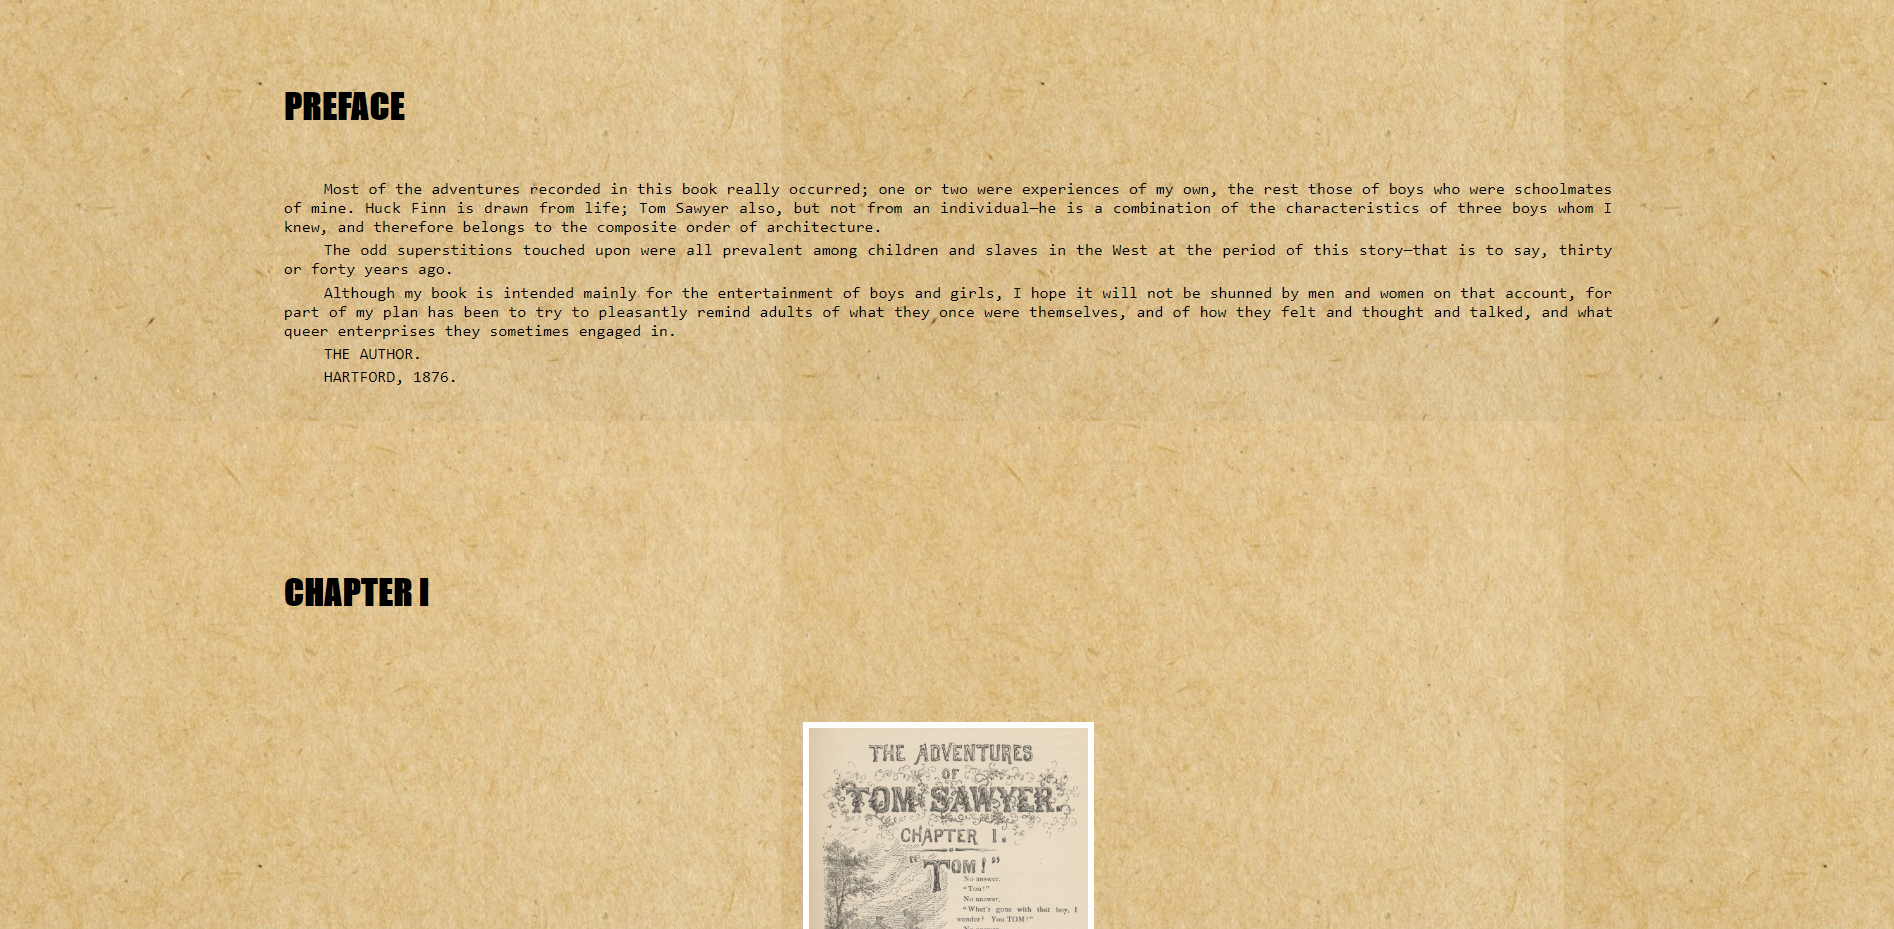 PREFACE
Most of the adventures recorded in this book really occurred; one or two were experiences of my own, the rest those of boys who were schoolmates
of mine. Huck Finn is drawn from life; Tom Sawyer also, but not from an individual—he is a combination of the characteristics of three boys whom I
knew, and therefore belongs to the composite order of architecture.
The odd superstitions touched upon were all prevalent among children and slaves in the West at the period of this story—that is to say, thirty
or forty years ago.
Although my book is intended mainly for the entertainment of boys and girls, I hope it will not be shunned by men and women on that account, for
part of my plan has been to try to pleasantly remind adults of what they once were themselves, and of how they felt and thought and talked, and what
queer enterprises they sometimes engaged in.
THE AUTHOR.
HARTFORD, 1876.
CHAPTER I
THE ADVENTURES
OF
TOM SAWYER.
CHAPTER I.
"TOM!"
No answer.
"Tom!"
No answer.
"What's gone with that boy, I
wonder? You TOM!"
No answer.